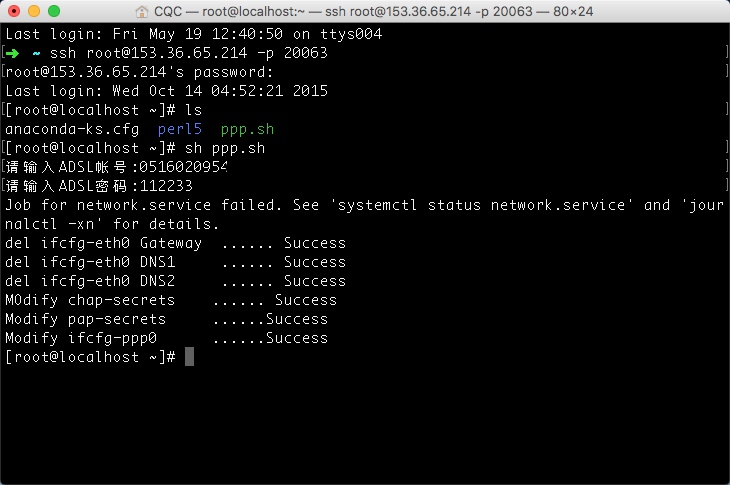 CQC — root@localhost:~ — ssh root@153.36.65.214 -p 20063 — 80×24
Last login: Fri May 19 12:40:50 on ttys004
[➜  ~ ssh root@153.36.65.214 -p 20063 ]
[root@153.36.65.214's password: ]
Last login: Wed Oct 14 04:52:21 2015
[[root@localhost ~]# ls ]
anaconda-ks.cfg  perl5  ppp.sh
[[root@localhost ~]# sh ppp.sh ]
[请输入ADSL帐号:0516020954 ]
[请输入ADSL密码:112233 ]
Job for network.service failed. See 'systemctl status network.service' and 'jour
nalctl -xn' for details.
del ifcfg-eth0 Gateway  ...... Success
del ifcfg-eth0 DNS1     ...... Success
del ifcfg-eth0 DNS2     ...... Success
MOdify chap-secrets    ...... Success
Modify pap-secrets     ......Success
Modify ifcfg-ppp0      ......Success
[root@localhost ~]#